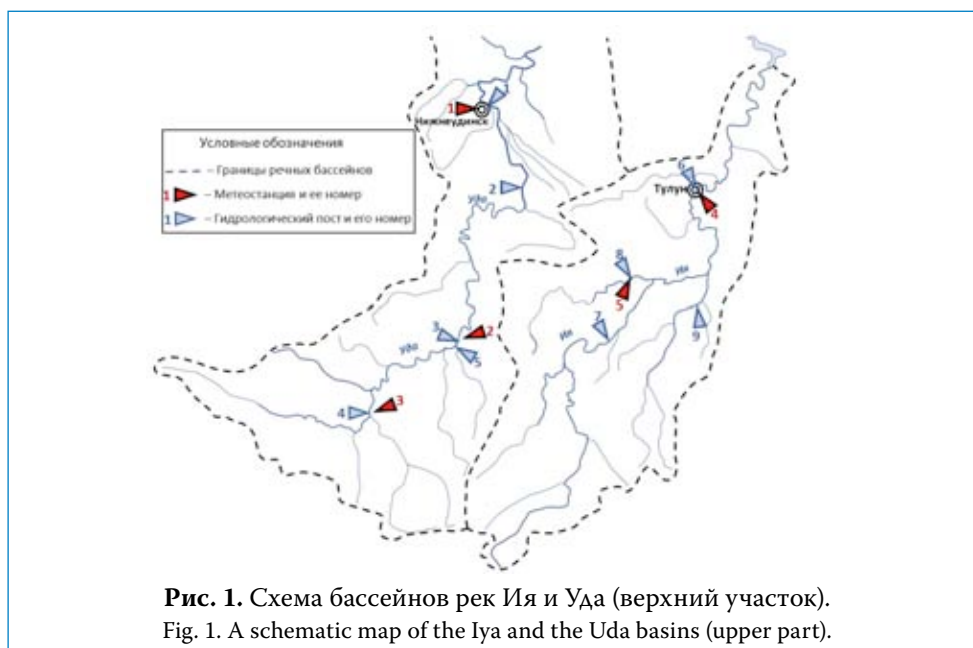 1
Нижнеудинск
Условные обозначения
– Границы речных бассейнов
1 – Метеостанция и ее номер
1 – Гидрологический пост и его номер
2
Уда
6
Тулун
4
8
Ия
5
3
2
7
Ия
9
Уда
5
4
3
Рис. 1. Схема бассейнов рек Ия и Уда (верхний участок).
Fig. 1. A schematic map of the Iya and the Uda basins (upper part).